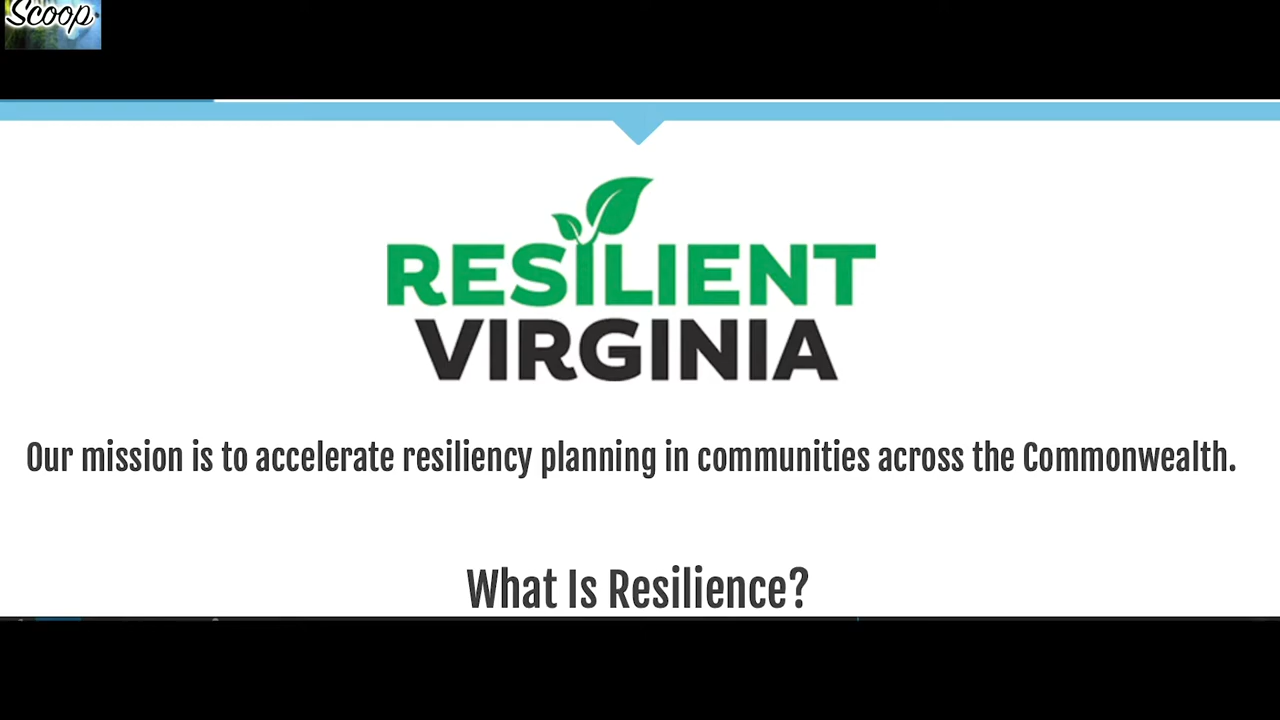 Scoop
RESILIENT
VIRGINIA
Our mission is to accelerate resiliency planning in communities across the Commonwealth.
What Is Resilience?